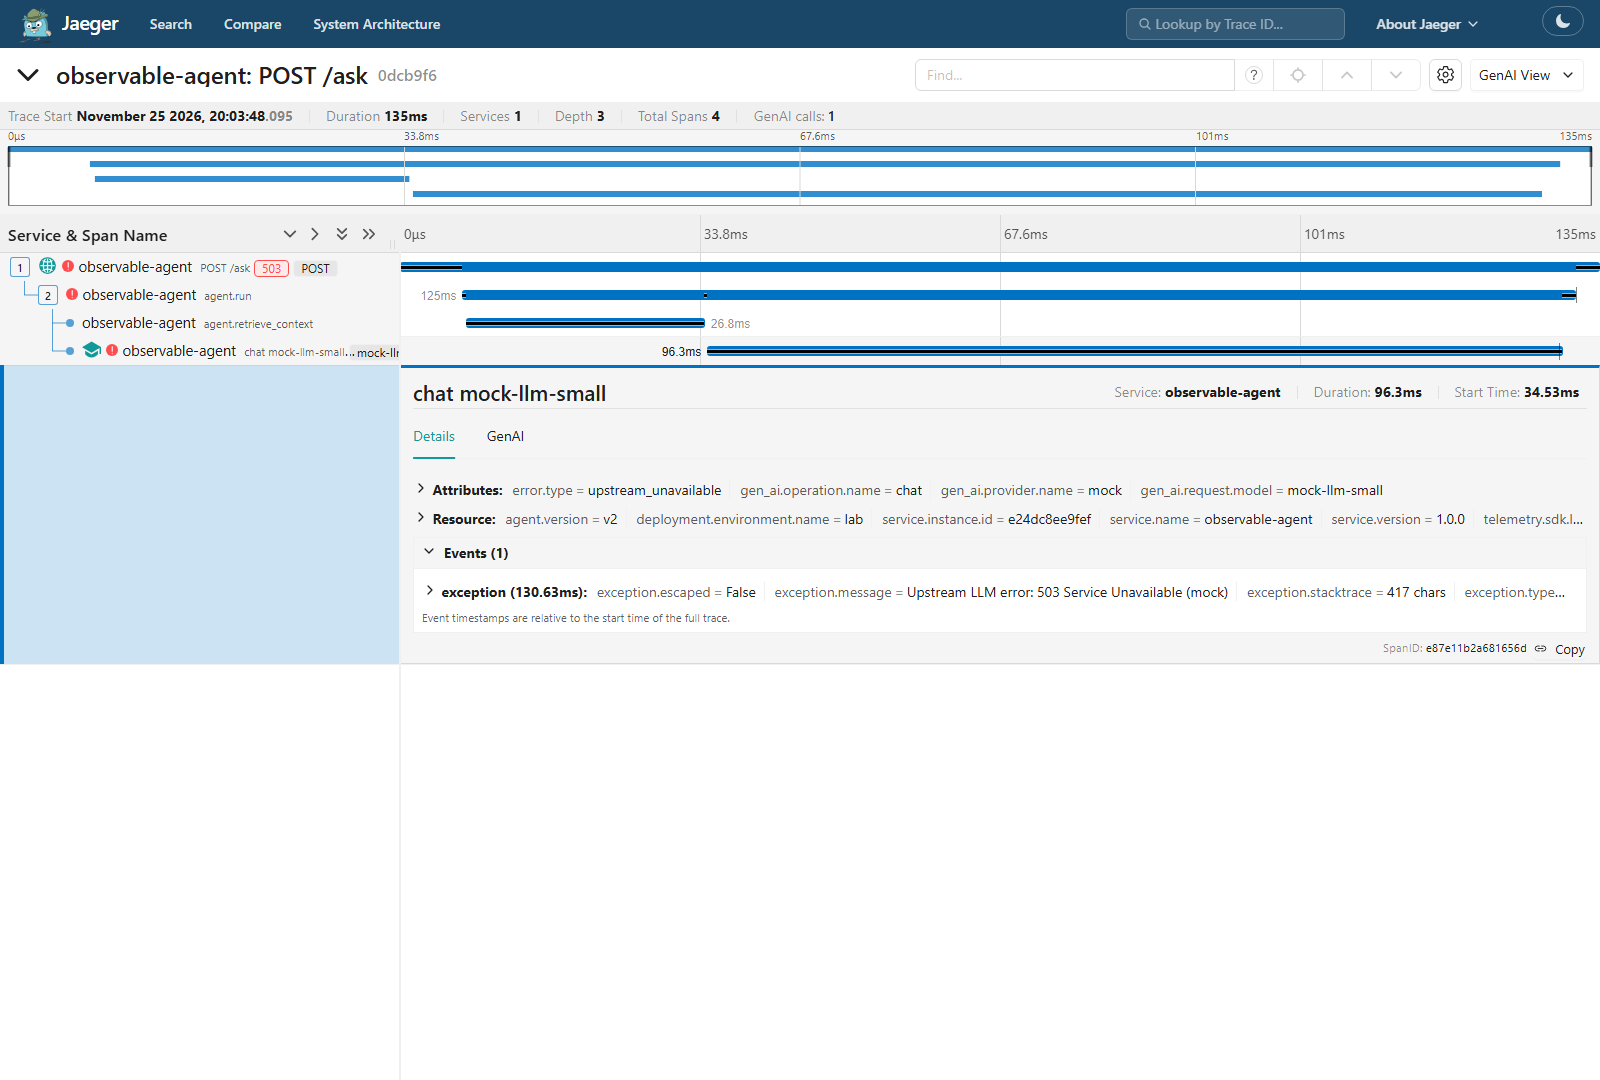 Jaeger Search Compare System Architecture Lookup by Trace ID... About Jaeger
observable-agent: POST /ask 0dcb9f6 Find... ? GenAI View
Trace Start November 25 2026, 20:03:48.095 Duration 135ms Services 1 Depth 3 Total Spans 4 GenAI calls: 1
0μs 33.8ms 67.6ms 101ms 135ms
Service & Span Name 0μs 33.8ms 67.6ms 101ms 135ms
1 observable-agent POST /ask 503 POST
2 observable-agent agent.run 125ms
observable-agent agent.retrieve_context 26.8ms
observable-agent chat mock-llm-small... mock-llm 96.3ms
chat mock-llm-small Service: observable-agent Duration: 96.3ms Start Time: 34.53ms
Details GenAI
Attributes: error.type = upstream_unavailable gen_ai.operation.name = chat gen_ai.provider.name = mock gen_ai.request.model = mock-llm-small
Resource: agent.version = v2 deployment.environment.name = lab service.instance.id = e24dc8ee9fef service.name = observable-agent service.version = 1.0.0 telemetry.sdk.l...
Events (1)
exception (130.63ms): exception.escaped = False exception.message = Upstream LLM error: 503 Service Unavailable (mock) exception.stacktrace = 417 chars exception.type...
Event timestamps are relative to the start time of the full trace.
SpanID: e87e11b2a681656d Copy